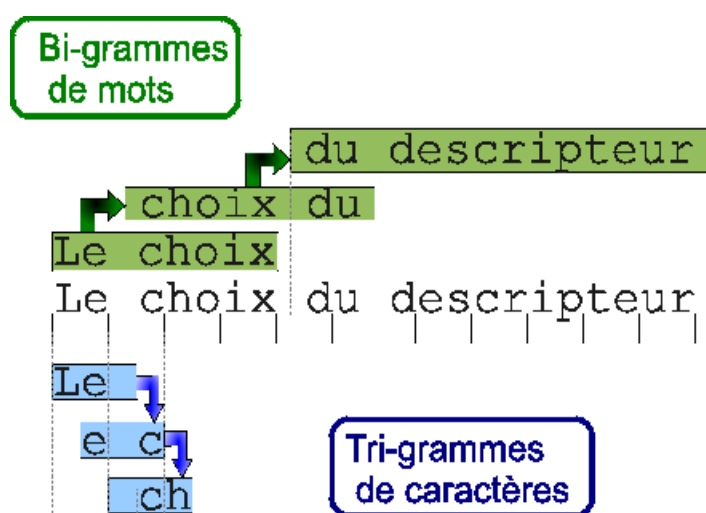 Bi-grammes
de mots
du descripteur
choix du
Le choix
Le choix du descripteur
Le
e c
ch
Tri-grammes
de caractères